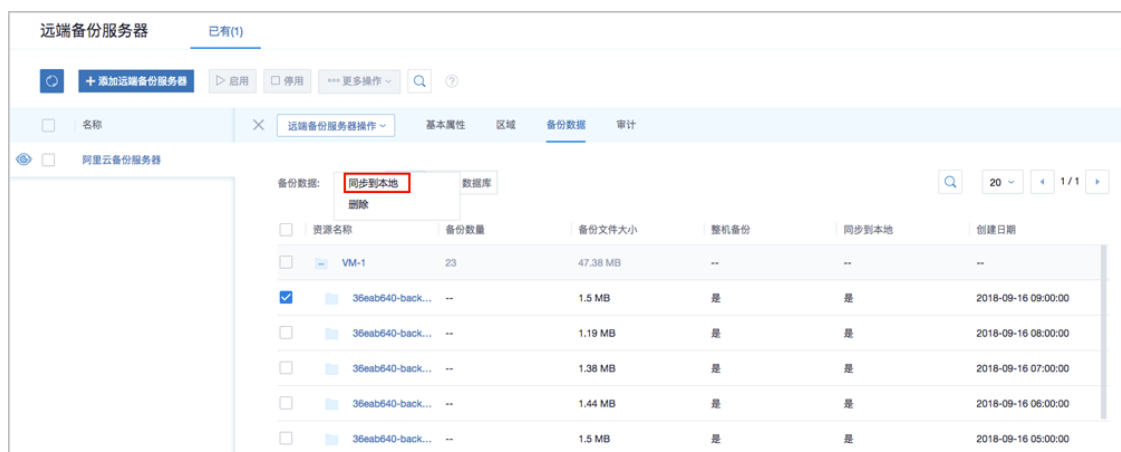 远端备份服务器 已有(1)
+ 添加远端备份服务器 启用 停用 更多操作
名称 远端备份服务器操作 基本属性 区域 备份数据 审计
阿里云备份服务器
备份数据: 同步到本地 数据库 20 1 / 1
删除
资源名称 备份数量 备份文件大小 整机备份 同步到本地 创建日期
VM-1 23 47.38 MB -- -- --
36eab640-back... -- 1.5 MB 是 是 2018-09-16 09:00:00
36eab640-back... -- 1.19 MB 是 是 2018-09-16 08:00:00
36eab640-back... -- 1.38 MB 是 是 2018-09-16 07:00:00
36eab640-back... -- 1.44 MB 是 是 2018-09-16 06:00:00
36eab640-back... -- 1.5 MB 是 是 2018-09-16 05:00:00